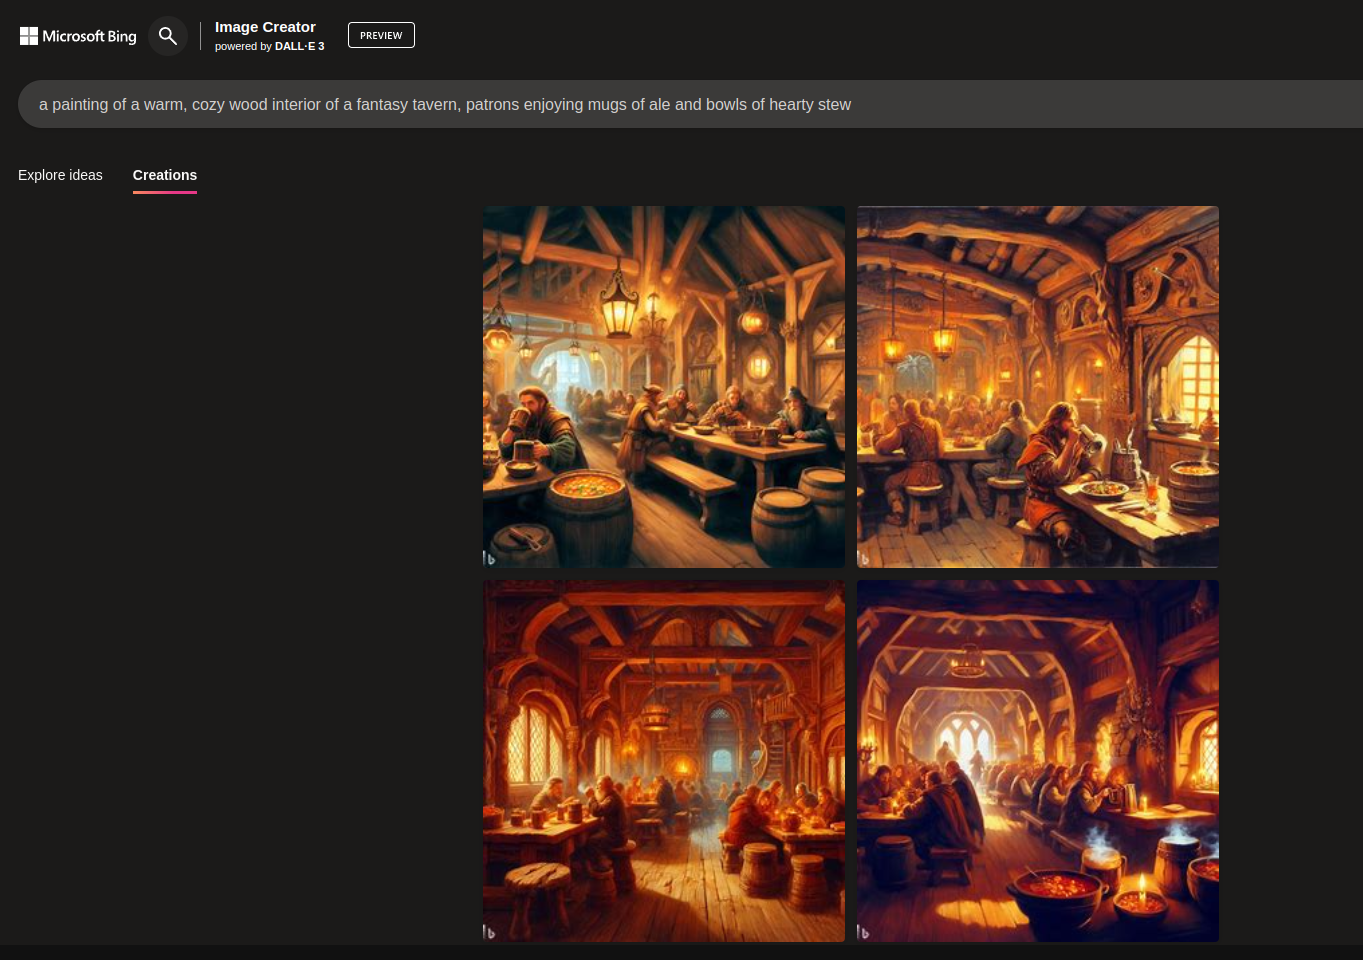 Microsoft Bing
Image Creator
powered by DALL·E 3
PREVIEW
a painting of a warm, cozy wood interior of a fantasy tavern, patrons enjoying mugs of ale and bowls of hearty stew
Explore ideas
Creations